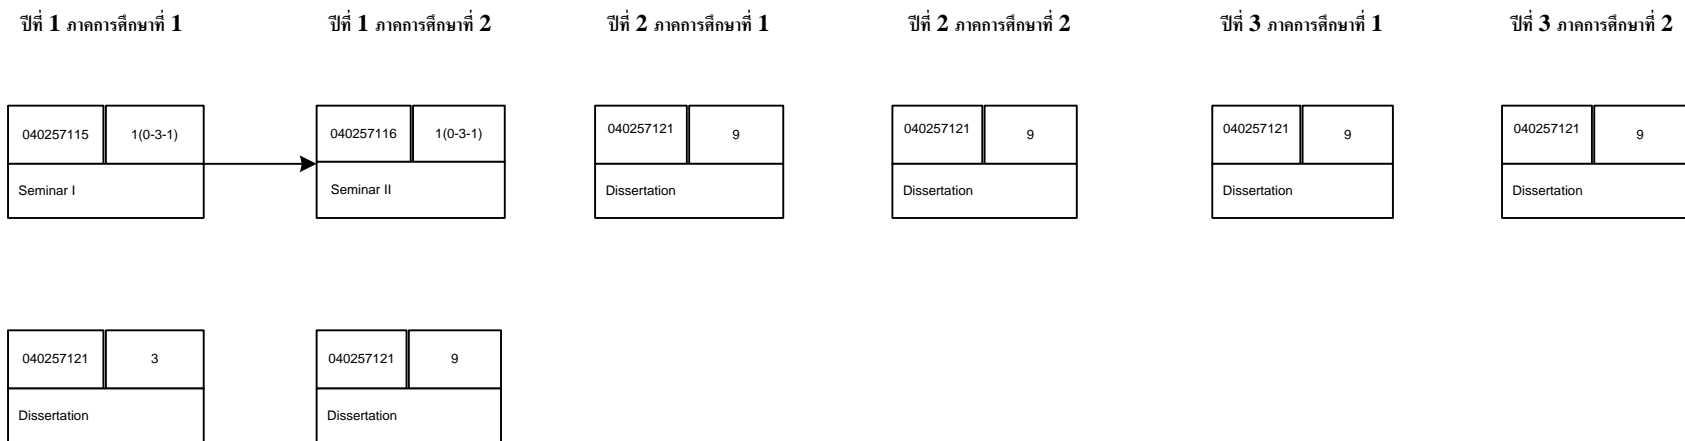 ปีที่ 1 ภาคการศึกษาที่ 1
ปีที่ 1 ภาคการศึกษาที่ 2
ปีที่ 2 ภาคการศึกษาที่ 1
ปีที่ 2 ภาคการศึกษาที่ 2
ปีที่ 3 ภาคการศึกษาที่ 1
ปีที่ 3 ภาคการศึกษาที่ 2
040257115 1(0-3-1)
Seminar I
040257116 1(0-3-1)
Seminar II
040257121 9
Dissertation
040257121 9
Dissertation
040257121 9
Dissertation
040257121 9
Dissertation
040257121 3
Dissertation
040257121 9
Dissertation